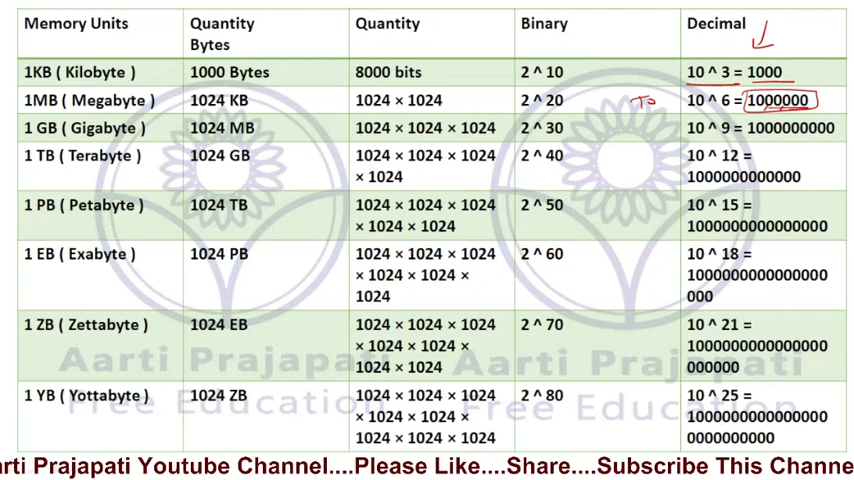 Memory Units Quantity Bytes Quantity Binary Decimal
1KB ( Kilobyte ) 1000 Bytes 8000 bits 2 ^ 10 10 ^ 3 = 1000
1MB ( Megabyte ) 1024 KB 1024 × 1024 2 ^ 20 To 10 ^ 6 = 1000000
1 GB ( Gigabyte ) 1024 MB 1024 × 1024 × 1024 2 ^ 30 10 ^ 9 = 1000000000
1 TB ( Terabyte ) 1024 GB 1024 × 1024 × 1024 2 ^ 40 10 ^ 12 =
× 1024 1000000000000
1 PB ( Petabyte ) 1024 TB 1024 × 1024 × 1024 2 ^ 50 10 ^ 15 =
× 1024 × 1024 1000000000000000
1 EB ( Exabyte ) 1024 PB 1024 × 1024 × 1024 2 ^ 60 10 ^ 18 =
× 1024 × 1024 × 1000000000000000
1024 000
1 ZB ( Zettabyte ) 1024 EB 1024 × 1024 × 1024 2 ^ 70 10 ^ 21 =
× 1024 × 1024 × 1000000000000000
1024 × 1024 000000
1 YB ( Yottabyte ) 1024 ZB 1024 × 1024 × 1024 2 ^ 80 10 ^ 25 =
× 1024 × 1024 × 1000000000000000
1024 × 1024 × 1024 0000000000
Aarti Prajapati Aarti Prajapati
Free Education Free Education
arti Prajapati Youtube Channel....Please Like....Share....Subscribe This Channe